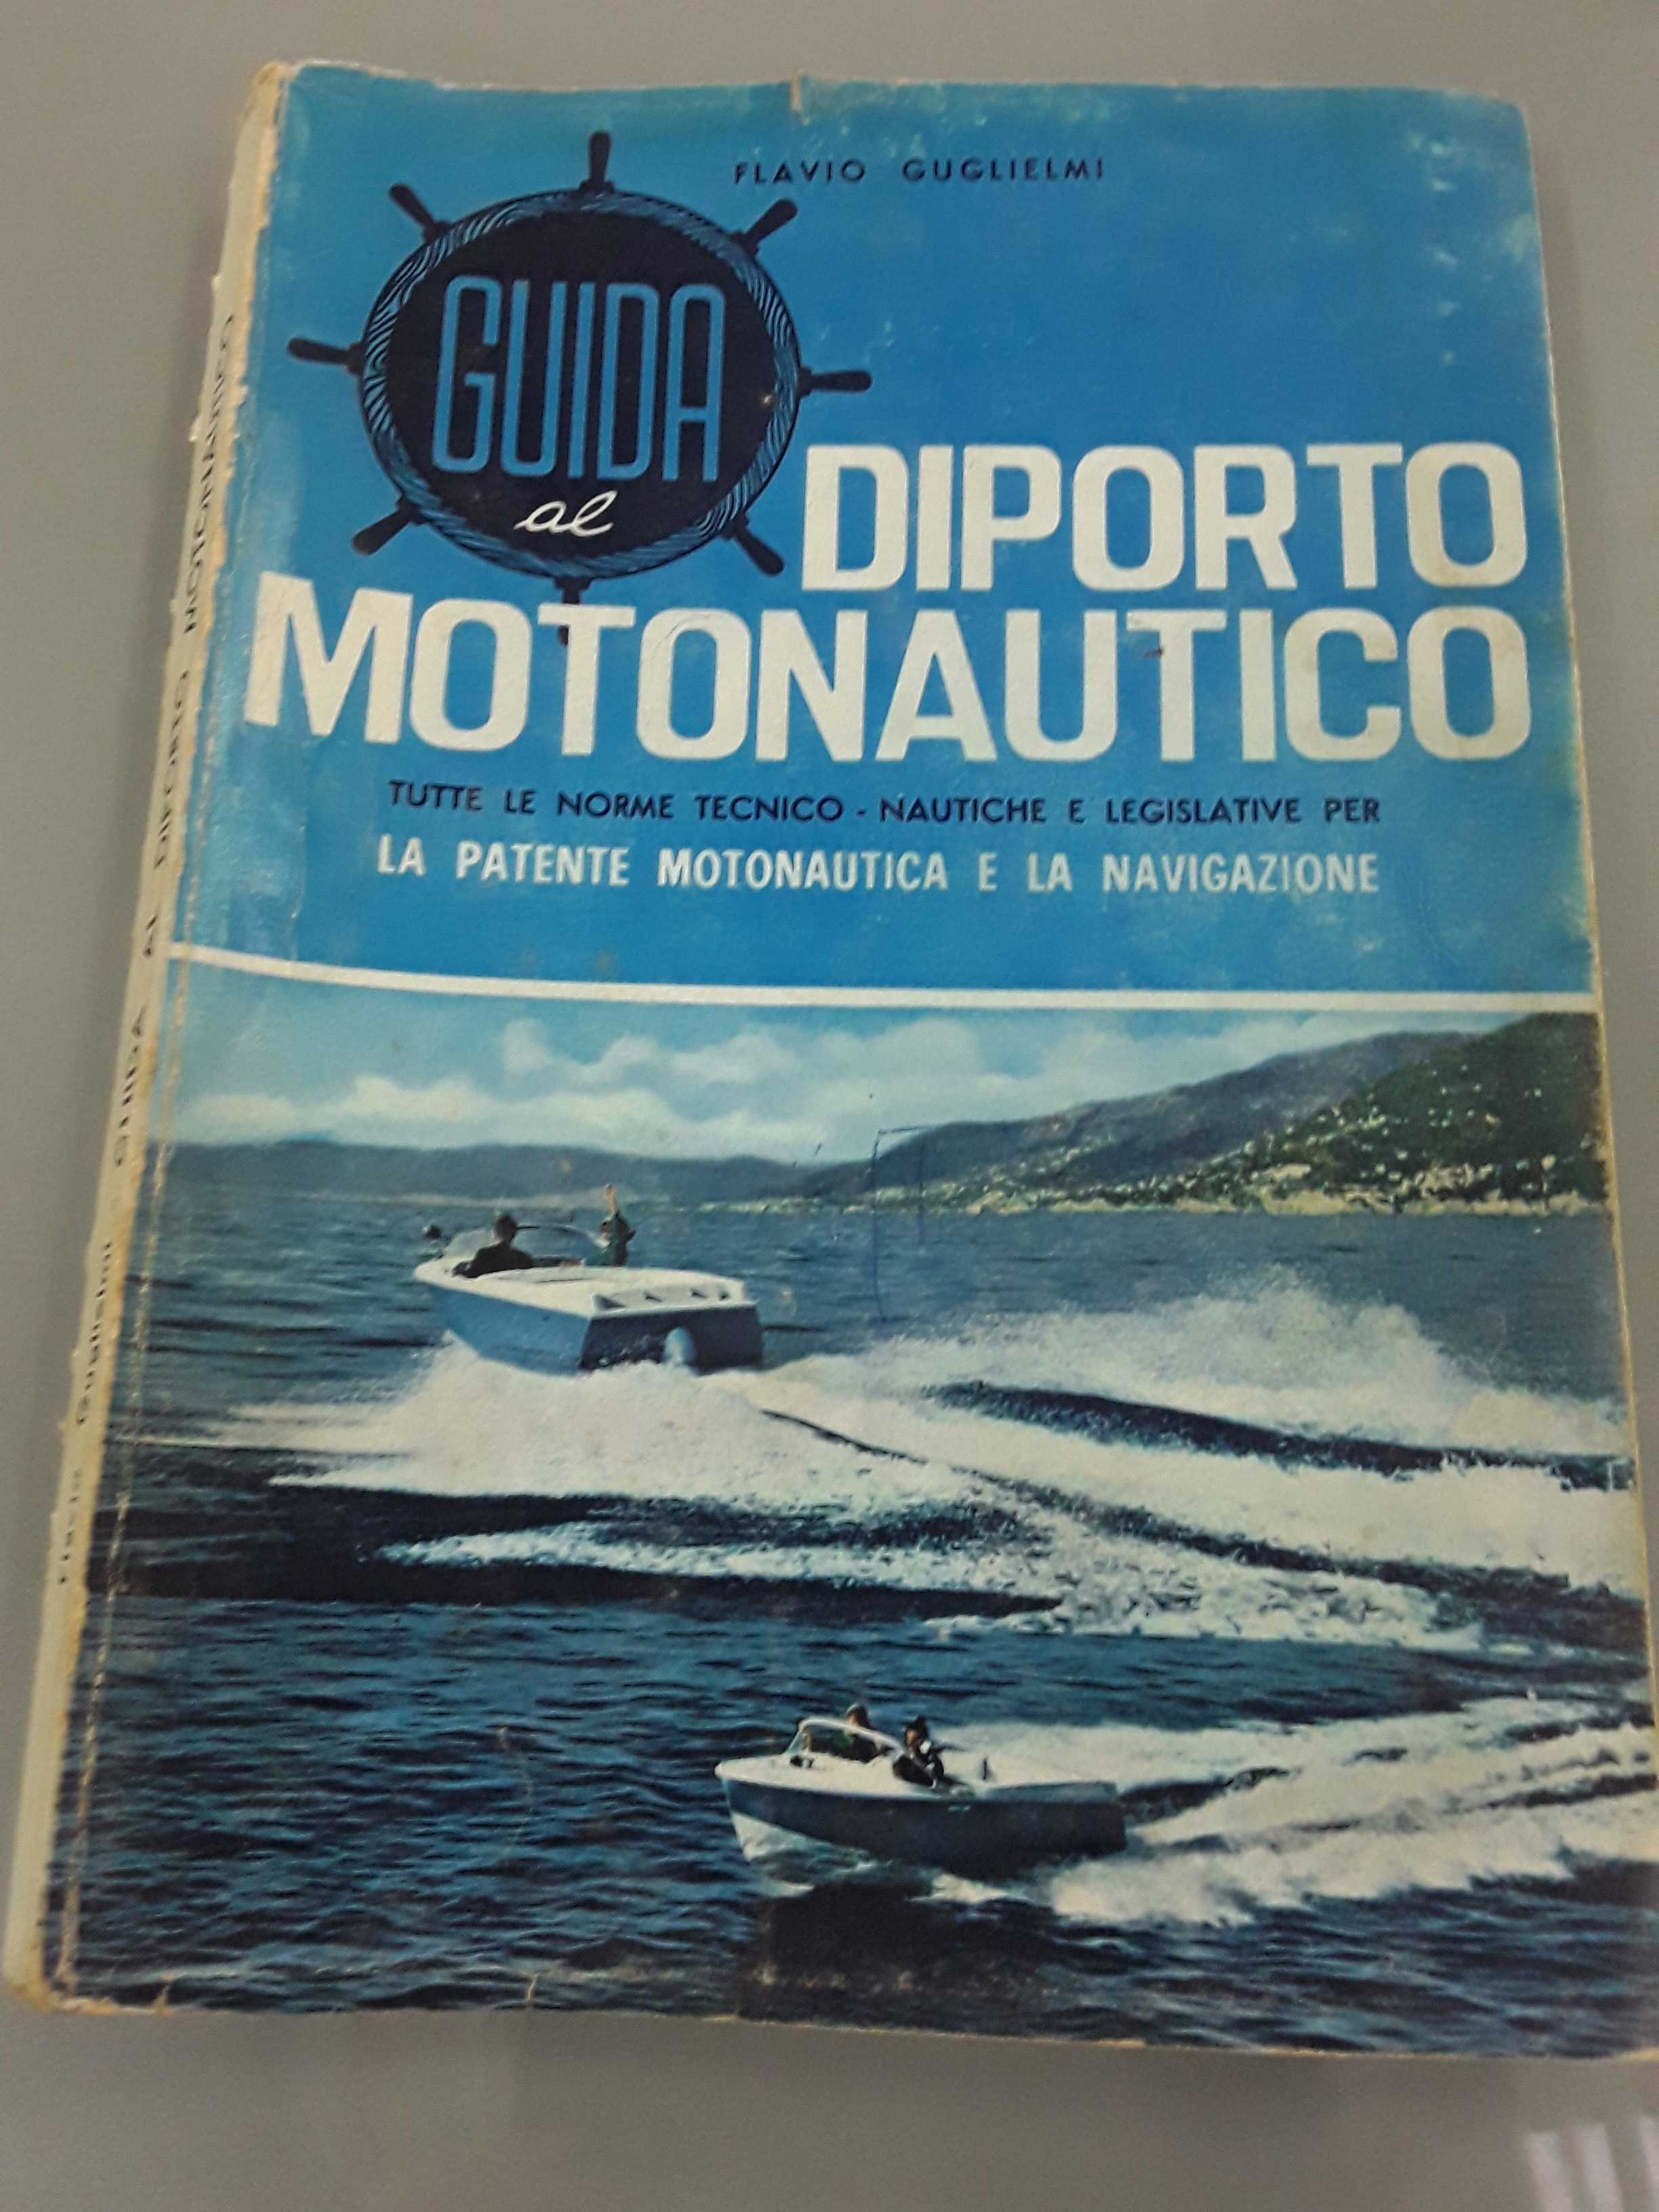 FLAVIO GUGLIELMI
GUIDA
al
DIPORTO
MOTONAUTICO
TUTTE LE NORME TECNICO - NAUTICHE E LEGISLATIVE PER
LA PATENTE MOTONAUTICA E LA NAVIGAZIONE
Flavio Guglielmi GUIDA AL DIPORTO MOTONAUTICO